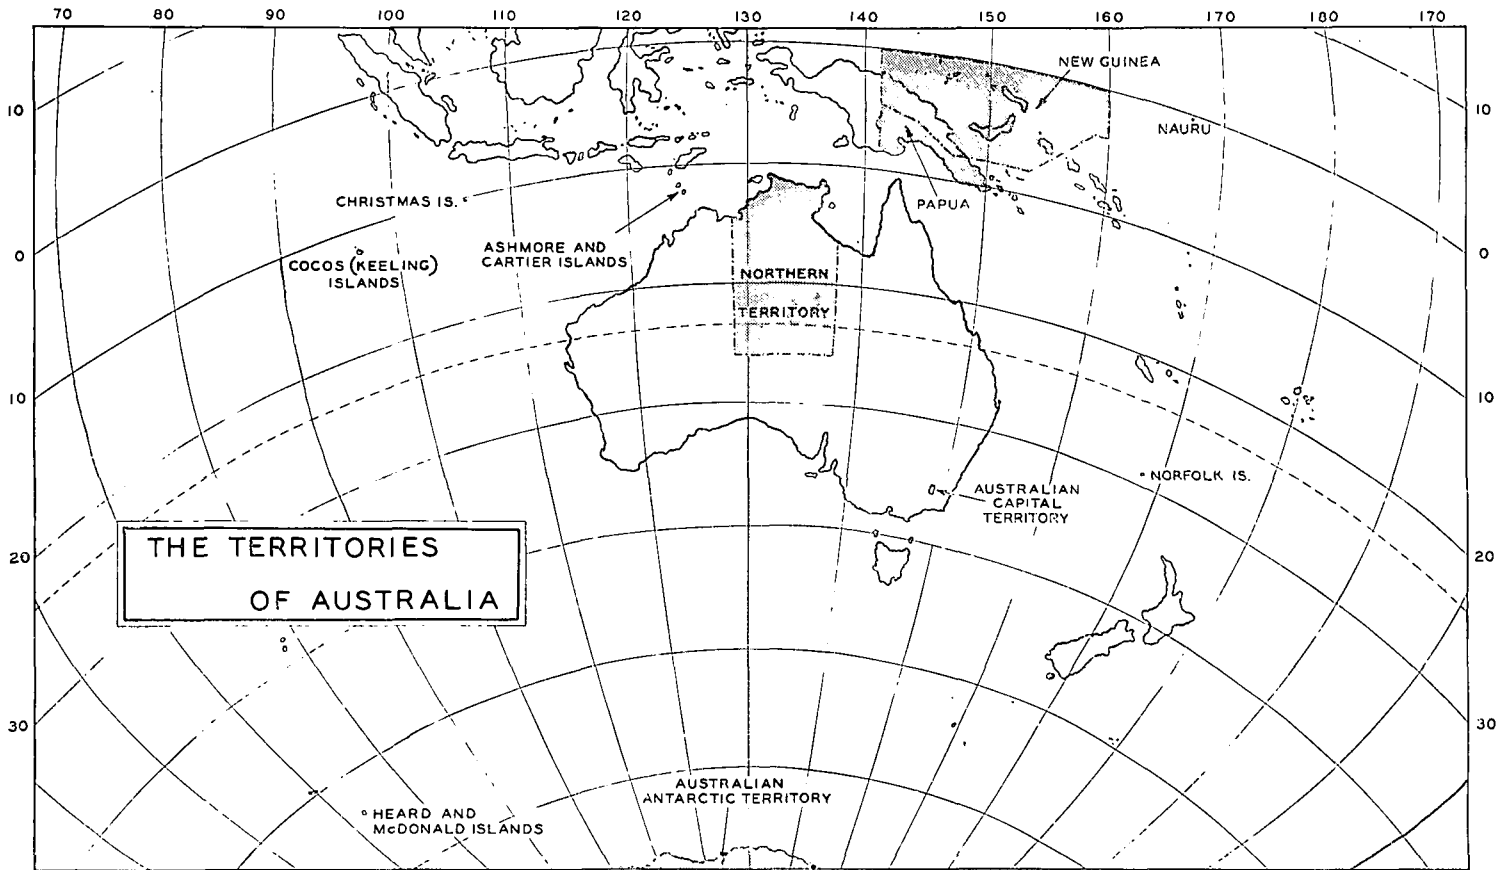 70 80 90 100 110 120 130 140 150 160 170 180 170
NEW GUINEA
10 10
NAURU
CHRISTMAS IS.
PAPUA
ASHMORE AND
CARTIER ISLANDS
0 0
COCOS (KEELING)
ISLANDS
NORTHERN
TERRITORY
10 10
NORFOLK IS.
AUSTRALIAN
CAPITAL
TERRITORY
THE TERRITORIES
OF AUSTRALIA
20 20
30 30
AUSTRALIAN
ANTARCTIC TERRITORY
HEARD AND
McDONALD ISLANDS